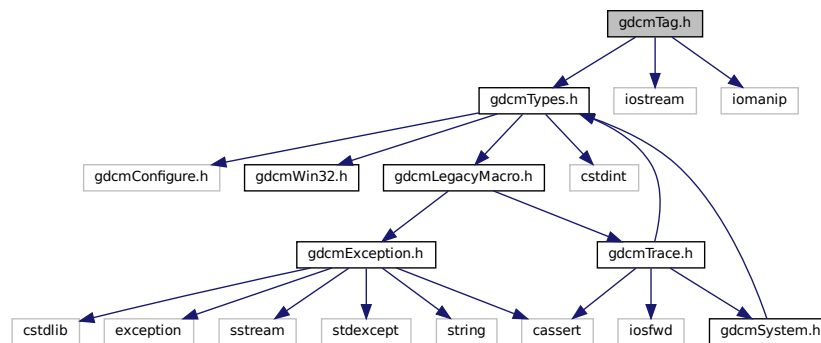 gdcmTag.h
gdcmTypes.h
iostream
iomanip
gdcmConfigure.h
gdcmWin32.h
gdcmLegacyMacro.h
cstdint
gdcmException.h
gdcmTrace.h
cstdlib
exception
sstream
stdexcept
string
cassert
iosfwd
gdcmSystem.h